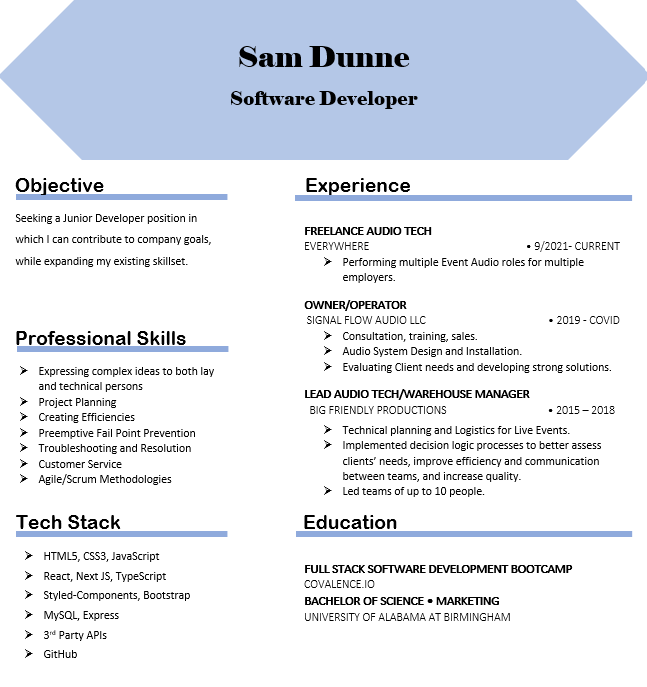 Sam Dunne
Software Developer
Objective
Seeking a Junior Developer position in
which I can contribute to company goals,
while expanding my existing skillset.
Professional Skills
➢ Expressing complex ideas to both lay
and technical persons
➢ Project Planning
➢ Creating Efficiencies
➢ Preemptive Fail Point Prevention
➢ Troubleshooting and Resolution
➢ Customer Service
➢ Agile/Scrum Methodologies
Tech Stack
➢ HTML5, CSS3, JavaScript
➢ React, Next JS, TypeScript
➢ Styled-Components, Bootstrap
➢ MySQL, Express
➢ 3rd Party APIs
➢ GitHub
Experience
FREELANCE AUDIO TECH
EVERYWHERE • 9/2021- CURRENT
➢ Performing multiple Event Audio roles for multiple
employers.
OWNER/OPERATOR
SIGNAL FLOW AUDIO LLC • 2019 - COVID
➢ Consultation, training, sales.
➢ Audio System Design and Installation.
➢ Evaluating Client needs and developing strong solutions.
LEAD AUDIO TECH/WAREHOUSE MANAGER
BIG FRIENDLY PRODUCTIONS • 2015 – 2018
➢ Technical planning and Logistics for Live Events.
➢ Implemented decision logic processes to better assess
clients’ needs, improve efficiency and communication
between teams, and increase quality.
➢ Led teams of up to 10 people.
Education
FULL STACK SOFTWARE DEVELOPMENT BOOTCAMP
COVALENCE.IO
BACHELOR OF SCIENCE • MARKETING
UNIVERSITY OF ALABAMA AT BIRMINGHAM